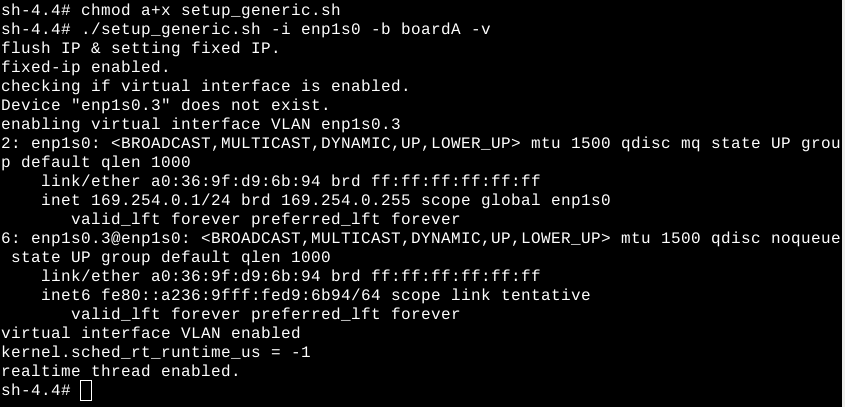 sh-4.4# chmod a+x setup_generic.sh
sh-4.4# ./setup_generic.sh -i enp1s0 -b boardA -v
flush IP & setting fixed IP.
fixed-ip enabled.
checking if virtual interface is enabled.
Device "enp1s0.3" does not exist.
enabling virtual interface VLAN enp1s0.3
2: enp1s0: <BROADCAST,MULTICAST,DYNAMIC,UP,LOWER_UP> mtu 1500 qdisc mq state UP grou
p default qlen 1000
    link/ether a0:36:9f:d9:6b:94 brd ff:ff:ff:ff:ff:ff
    inet 169.254.0.1/24 brd 169.254.0.255 scope global enp1s0
       valid_lft forever preferred_lft forever
6: enp1s0.3@enp1s0: <BROADCAST,MULTICAST,DYNAMIC,UP,LOWER_UP> mtu 1500 qdisc noqueue
 state UP group default qlen 1000
    link/ether a0:36:9f:d9:6b:94 brd ff:ff:ff:ff:ff:ff
    inet6 fe80::a236:9fff:fed9:6b94/64 scope link tentative
       valid_lft forever preferred_lft forever
virtual interface VLAN enabled
kernel.sched_rt_runtime_us = -1
realtime thread enabled.
sh-4.4#